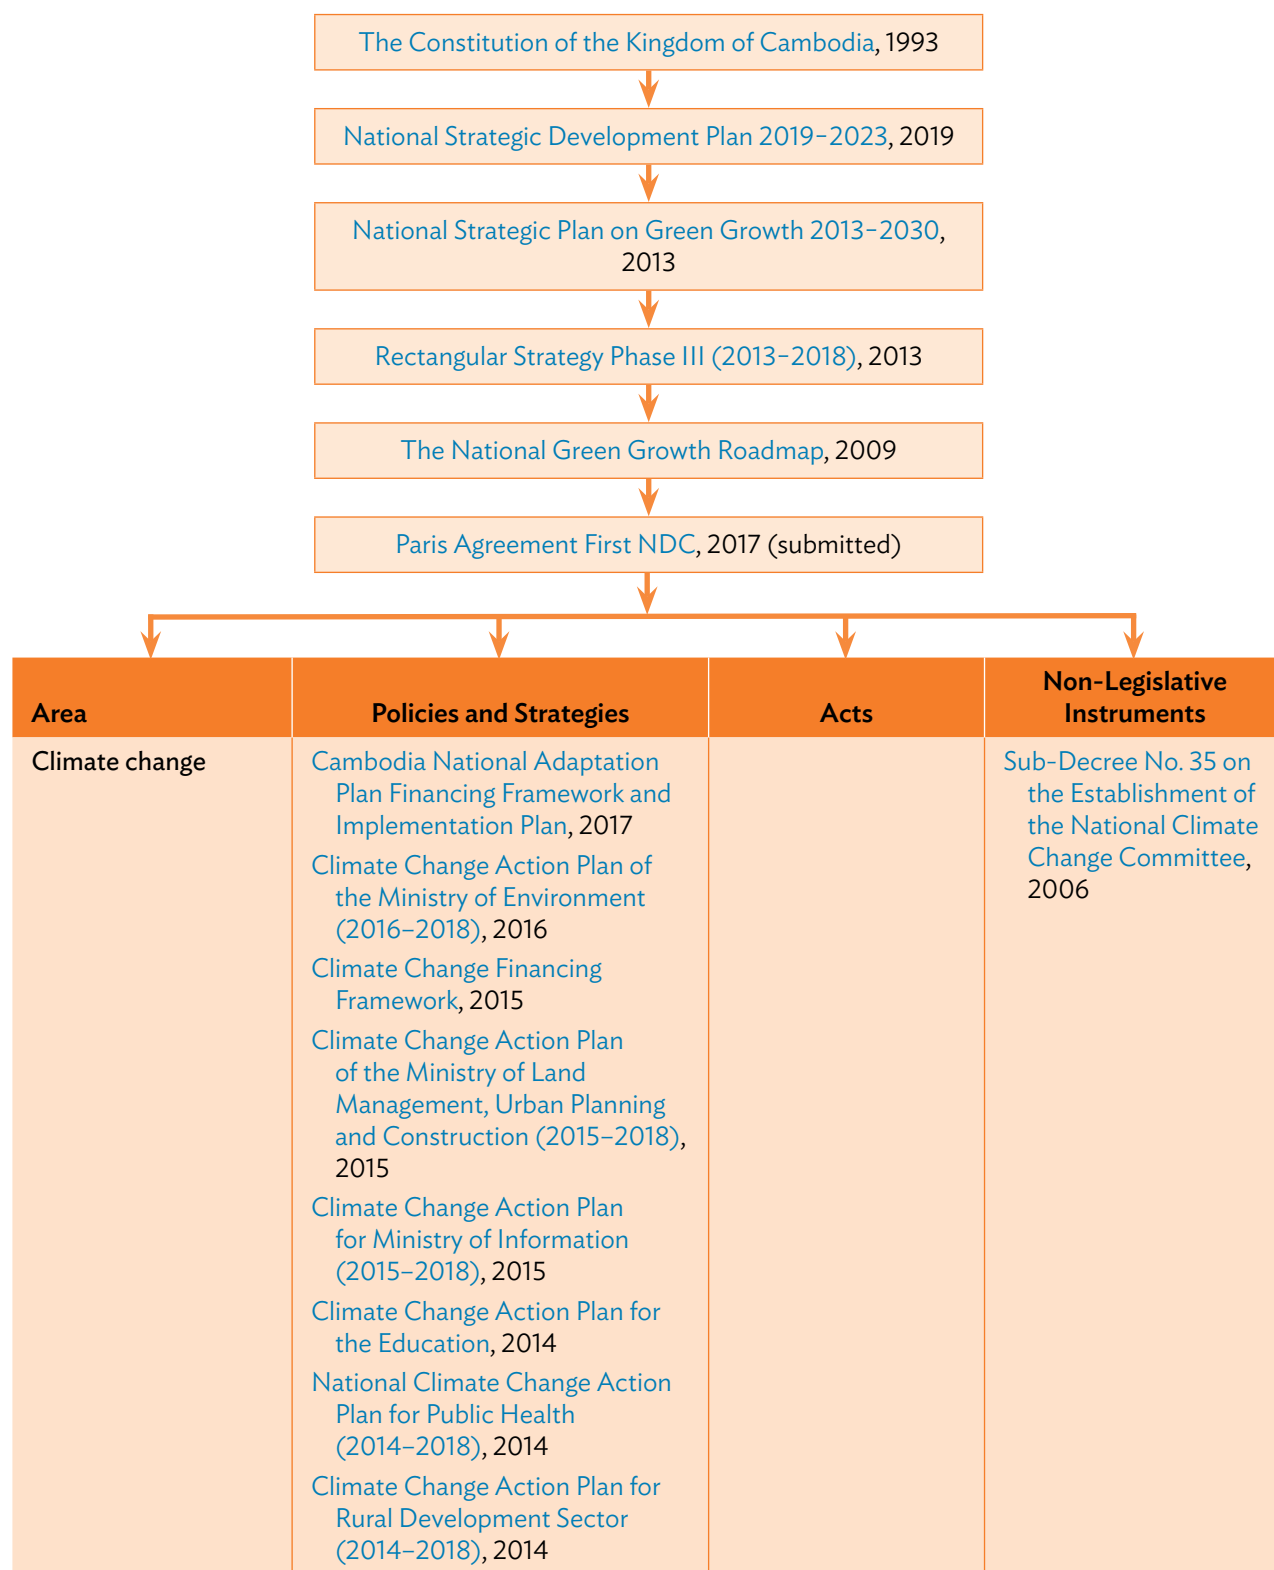 The Constitution of the Kingdom of Cambodia, 1993
National Strategic Development Plan 2019–2023, 2019
National Strategic Plan on Green Growth 2013–2030,
2013
Rectangular Strategy Phase III (2013–2018), 2013
The National Green Growth Roadmap, 2009
Paris Agreement First NDC, 2017 (submitted)
Area
Policies and Strategies
Acts
Non-Legislative
Instruments
Climate change
Cambodia National Adaptation
Plan Financing Framework and
Implementation Plan, 2017
Climate Change Action Plan of
the Ministry of Environment
(2016–2018), 2016
Climate Change Financing
Framework, 2015
Climate Change Action Plan
of the Ministry of Land
Management, Urban Planning
and Construction (2015–2018),
2015
Climate Change Action Plan
for Ministry of Information
(2015–2018), 2015
Climate Change Action Plan for
the Education, 2014
National Climate Change Action
Plan for Public Health
(2014–2018), 2014
Climate Change Action Plan for
Rural Development Sector
(2014–2018), 2014
Sub-Decree No. 35 on
the Establishment of
the National Climate
Change Committee,
2006